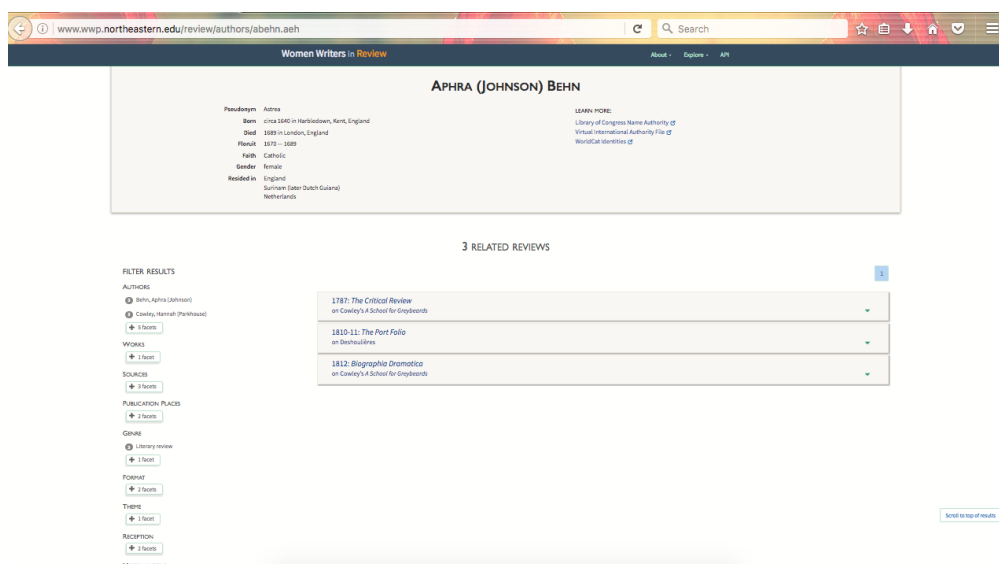 www.wwp.northeastern.edu/review/authors/abehn.aeh
Search
Women Writers in Review
About
Explore
API
APHRA (JOHNSON) BEHN
Pseudonym Astrea
Born circa 1640 in Harbledown, Kent, England
Died 1689 in London, England
Floruit 1670 — 1689
Faith Catholic
Gender female
Resided in England
Surinam (later Dutch Guiana)
Netherlands
LEARN MORE:
Library of Congress Name Authority
Virtual International Authority File
WorldCat Identities
3 RELATED REVIEWS
FILTER RESULTS
AUTHORS
Behn, Aphra (Johnson)
Cowley, Hannah (Parkhouse)
+ 5 facets
WORKS
+ 1 facet
SOURCES
+ 3 facets
PUBLICATION PLACES
+ 2 facets
GENRE
Literary review
+ 1 facet
FORMAT
+ 2 facets
THEME
+ 1 facet
RECEPTION
+ 2 facets
1
1787: The Critical Review
on Cowley's A School for Greybeards
1810-11: The Port Folio
on Deshoulières
1812: Biographia Dramatica
on Cowley's A School for Greybeards
Scroll to top of results